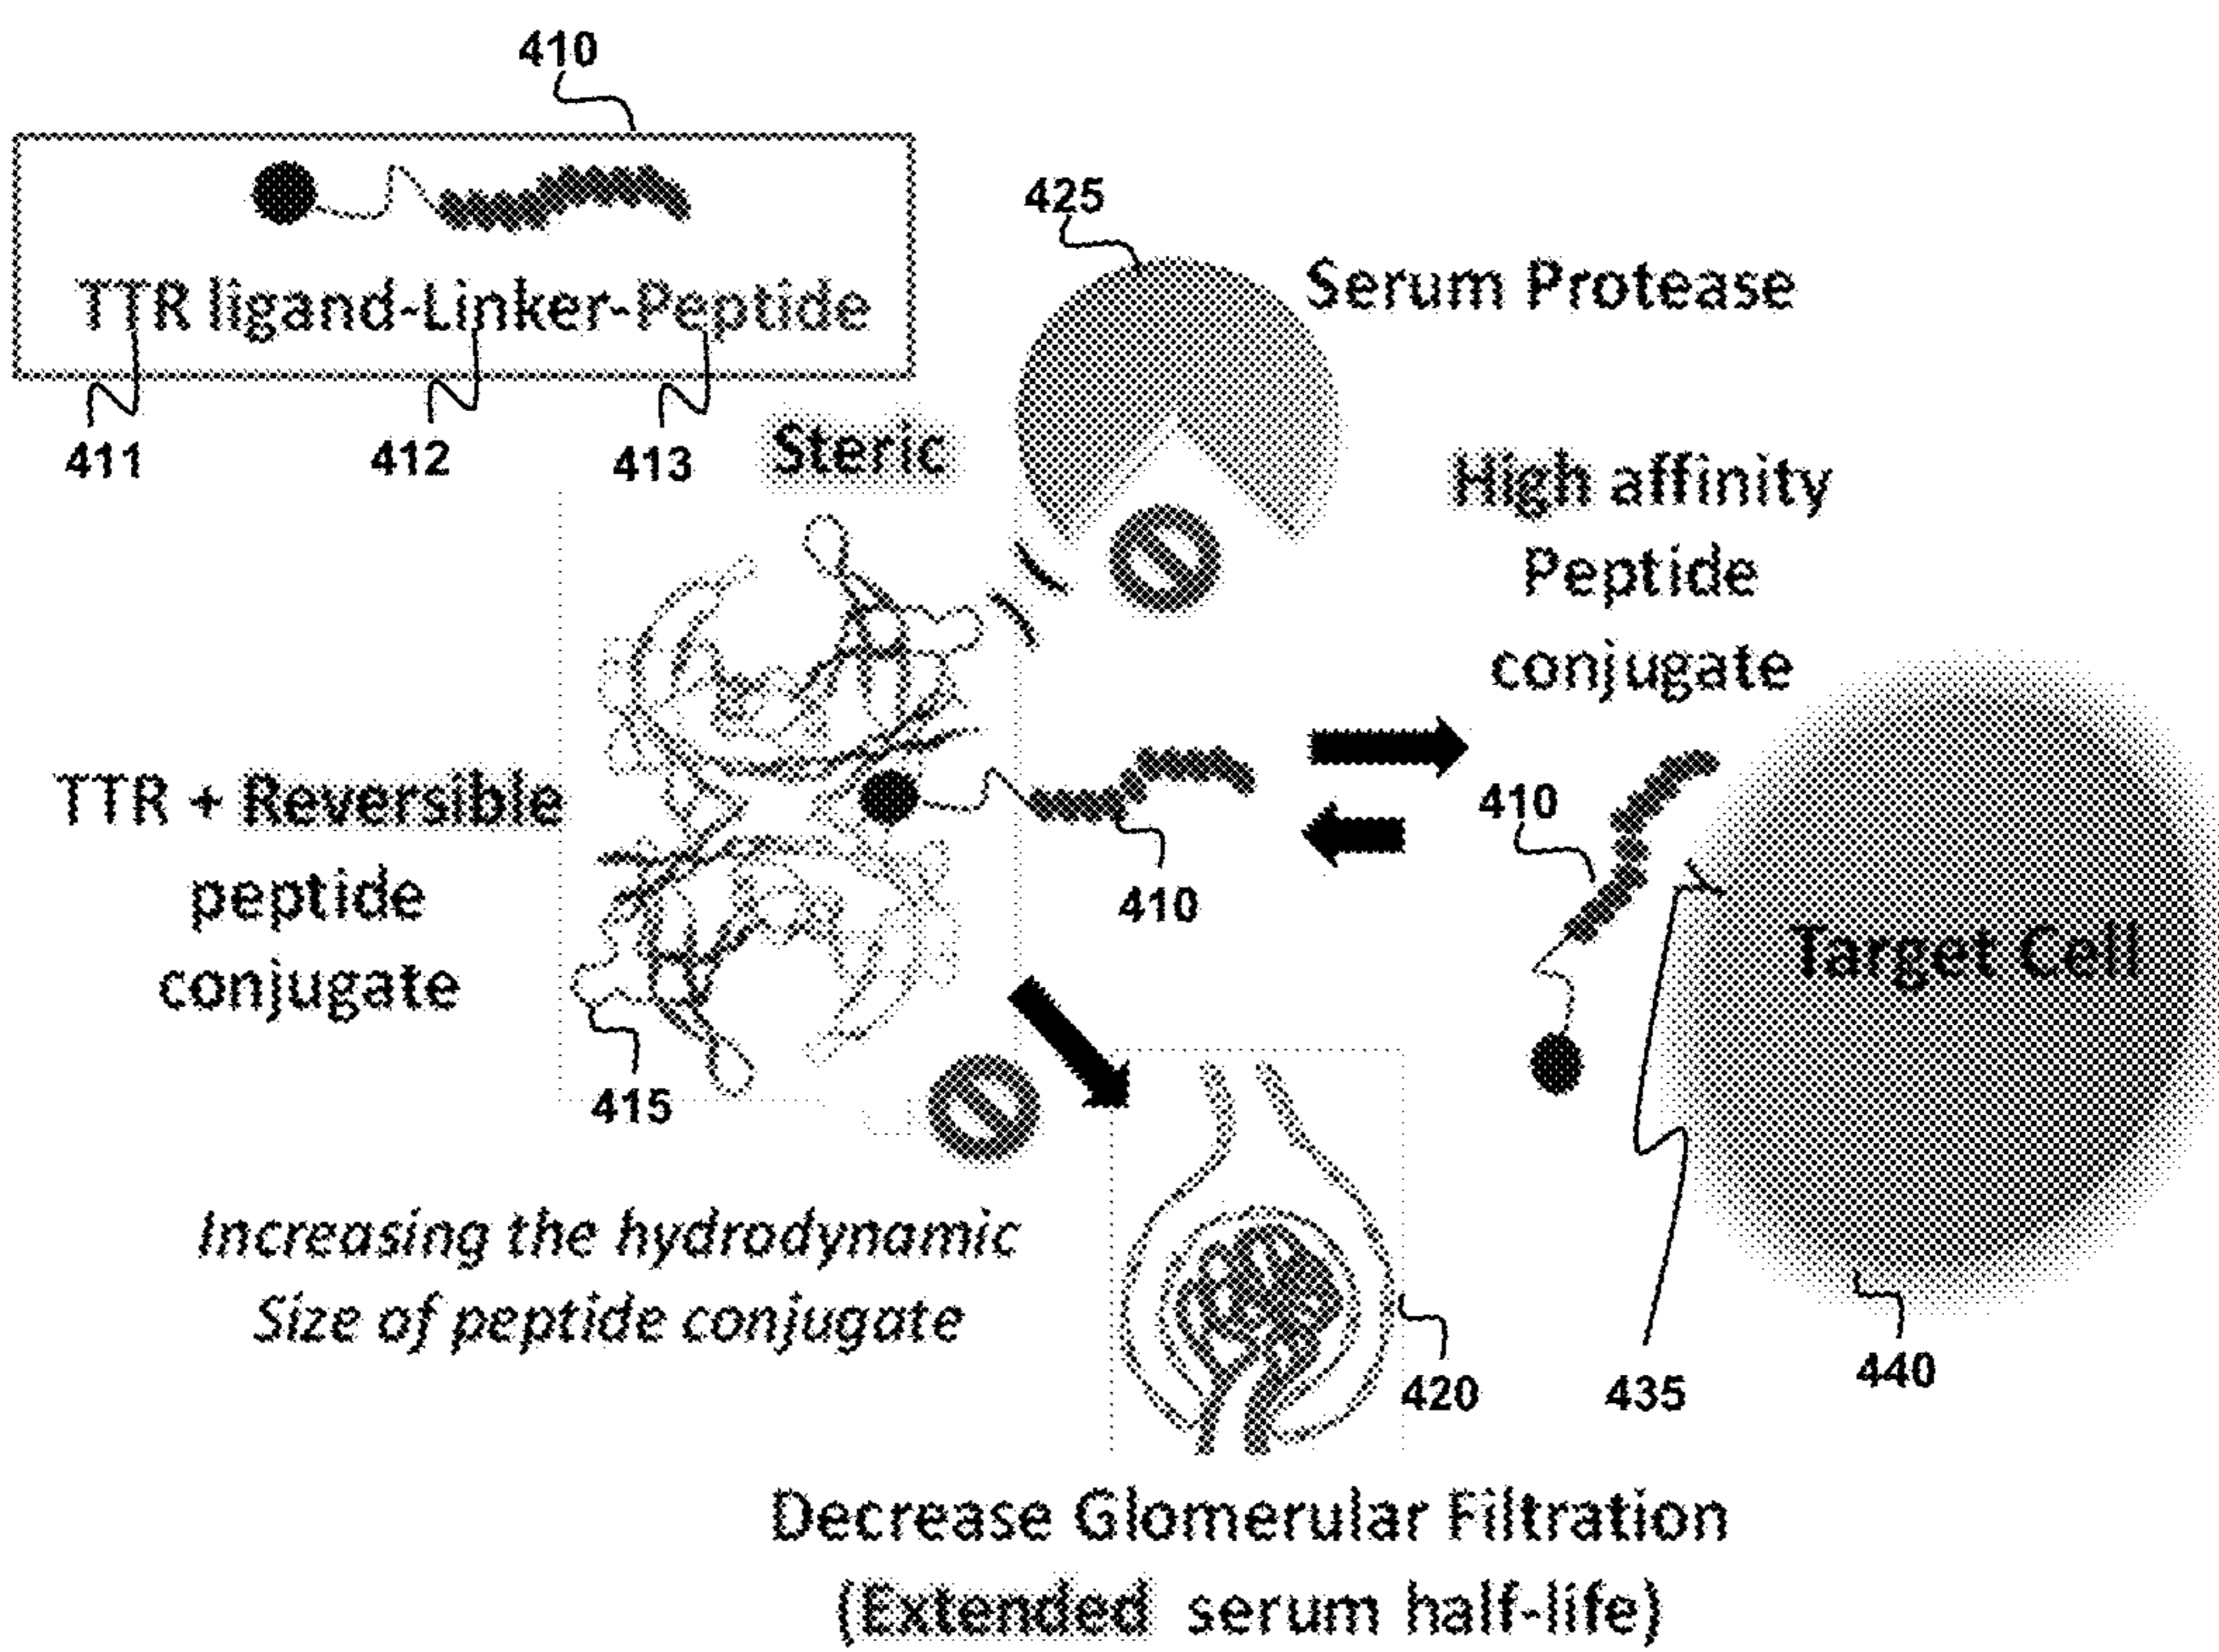 410
TTR ligand-Linker-Peptide
411
412
413
425
Serum Protease
Steric
High affinity
Peptide
conjugate
TTR + Reversible
peptide
conjugate
410
410
Target Cell
415
Increasing the hydrodynamic
Size of peptide conjugate
420
435
440
Decrease Glomerular Filtration
(Extended serum half-life)